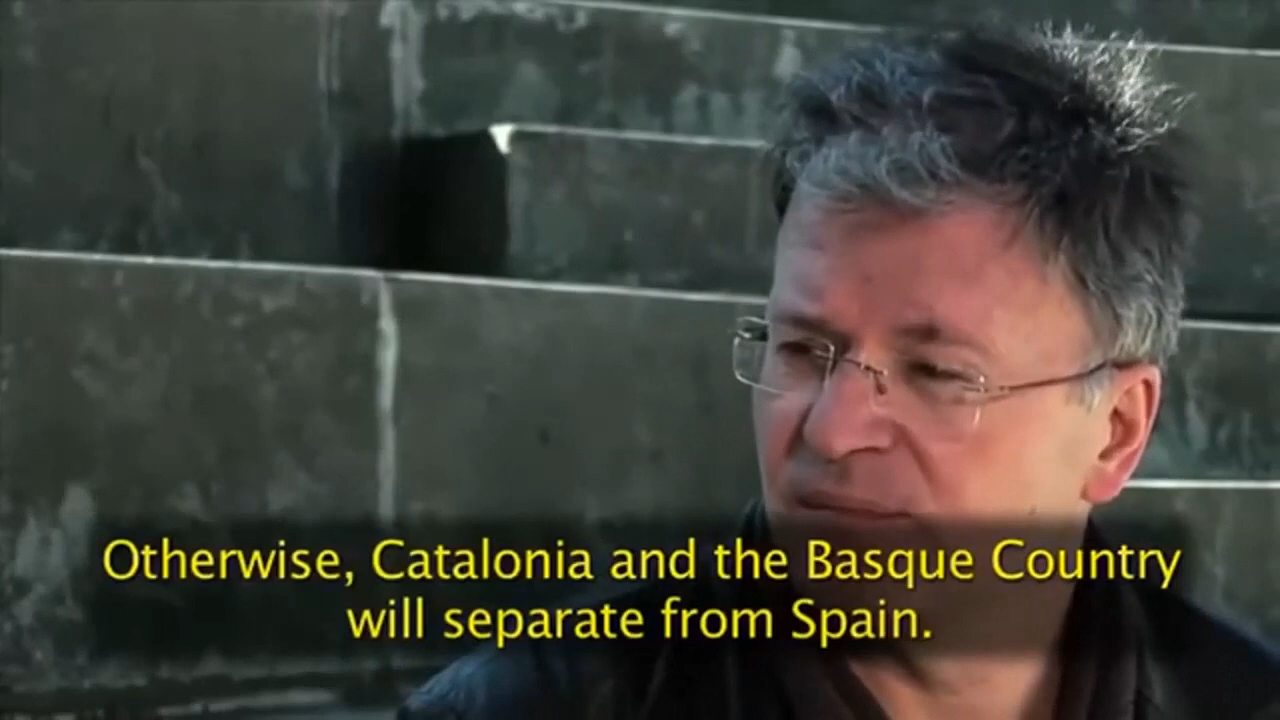 Otherwise, Catalonia and the Basque Country
will separate from Spain.